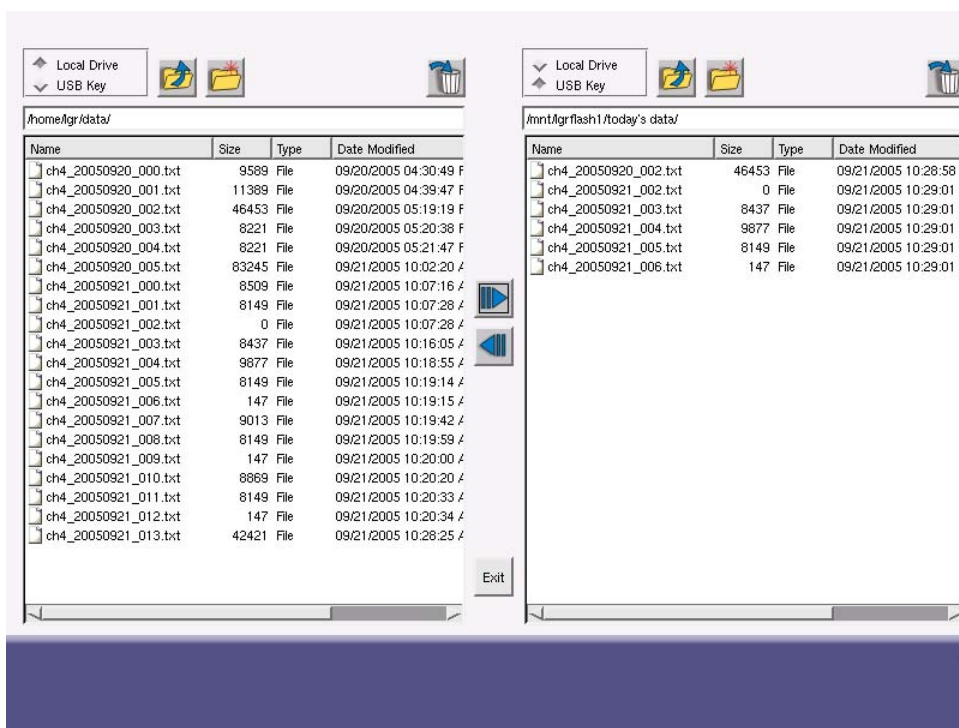 Local Drive
USB Key
/home/lgr/data/
Name Size Type Date Modified
ch4_20050920_000.txt 9589 File 09/20/2005 04:30:49 F
ch4_20050920_001.txt 11389 File 09/20/2005 04:39:47 F
ch4_20050920_002.txt 46453 File 09/20/2005 05:19:19 F
ch4_20050920_003.txt 8221 File 09/20/2005 05:20:38 F
ch4_20050920_004.txt 8221 File 09/20/2005 05:21:47 F
ch4_20050920_005.txt 83245 File 09/21/2005 10:02:20 A
ch4_20050921_000.txt 8509 File 09/21/2005 10:07:16 A
ch4_20050921_001.txt 8149 File 09/21/2005 10:07:28 A
ch4_20050921_002.txt 0 File 09/21/2005 10:07:28 A
ch4_20050921_003.txt 8437 File 09/21/2005 10:16:05 A
ch4_20050921_004.txt 9877 File 09/21/2005 10:18:55 A
ch4_20050921_005.txt 8149 File 09/21/2005 10:19:14 A
ch4_20050921_006.txt 147 File 09/21/2005 10:19:15 A
ch4_20050921_007.txt 9013 File 09/21/2005 10:19:42 A
ch4_20050921_008.txt 8149 File 09/21/2005 10:19:59 A
ch4_20050921_009.txt 147 File 09/21/2005 10:20:00 A
ch4_20050921_010.txt 8869 File 09/21/2005 10:20:20 A
ch4_20050921_011.txt 8149 File 09/21/2005 10:20:33 A
ch4_20050921_012.txt 147 File 09/21/2005 10:20:34 A
ch4_20050921_013.txt 42421 File 09/21/2005 10:28:25 A
Exit
Local Drive
USB Key
/mnt/lgrflash1/today's data/
Name Size Type Date Modified
ch4_20050920_002.txt 46453 File 09/21/2005 10:28:58
ch4_20050921_002.txt 0 File 09/21/2005 10:29:01
ch4_20050921_003.txt 8437 File 09/21/2005 10:29:01
ch4_20050921_004.txt 9877 File 09/21/2005 10:29:01
ch4_20050921_005.txt 8149 File 09/21/2005 10:29:01
ch4_20050921_006.txt 147 File 09/21/2005 10:29:01